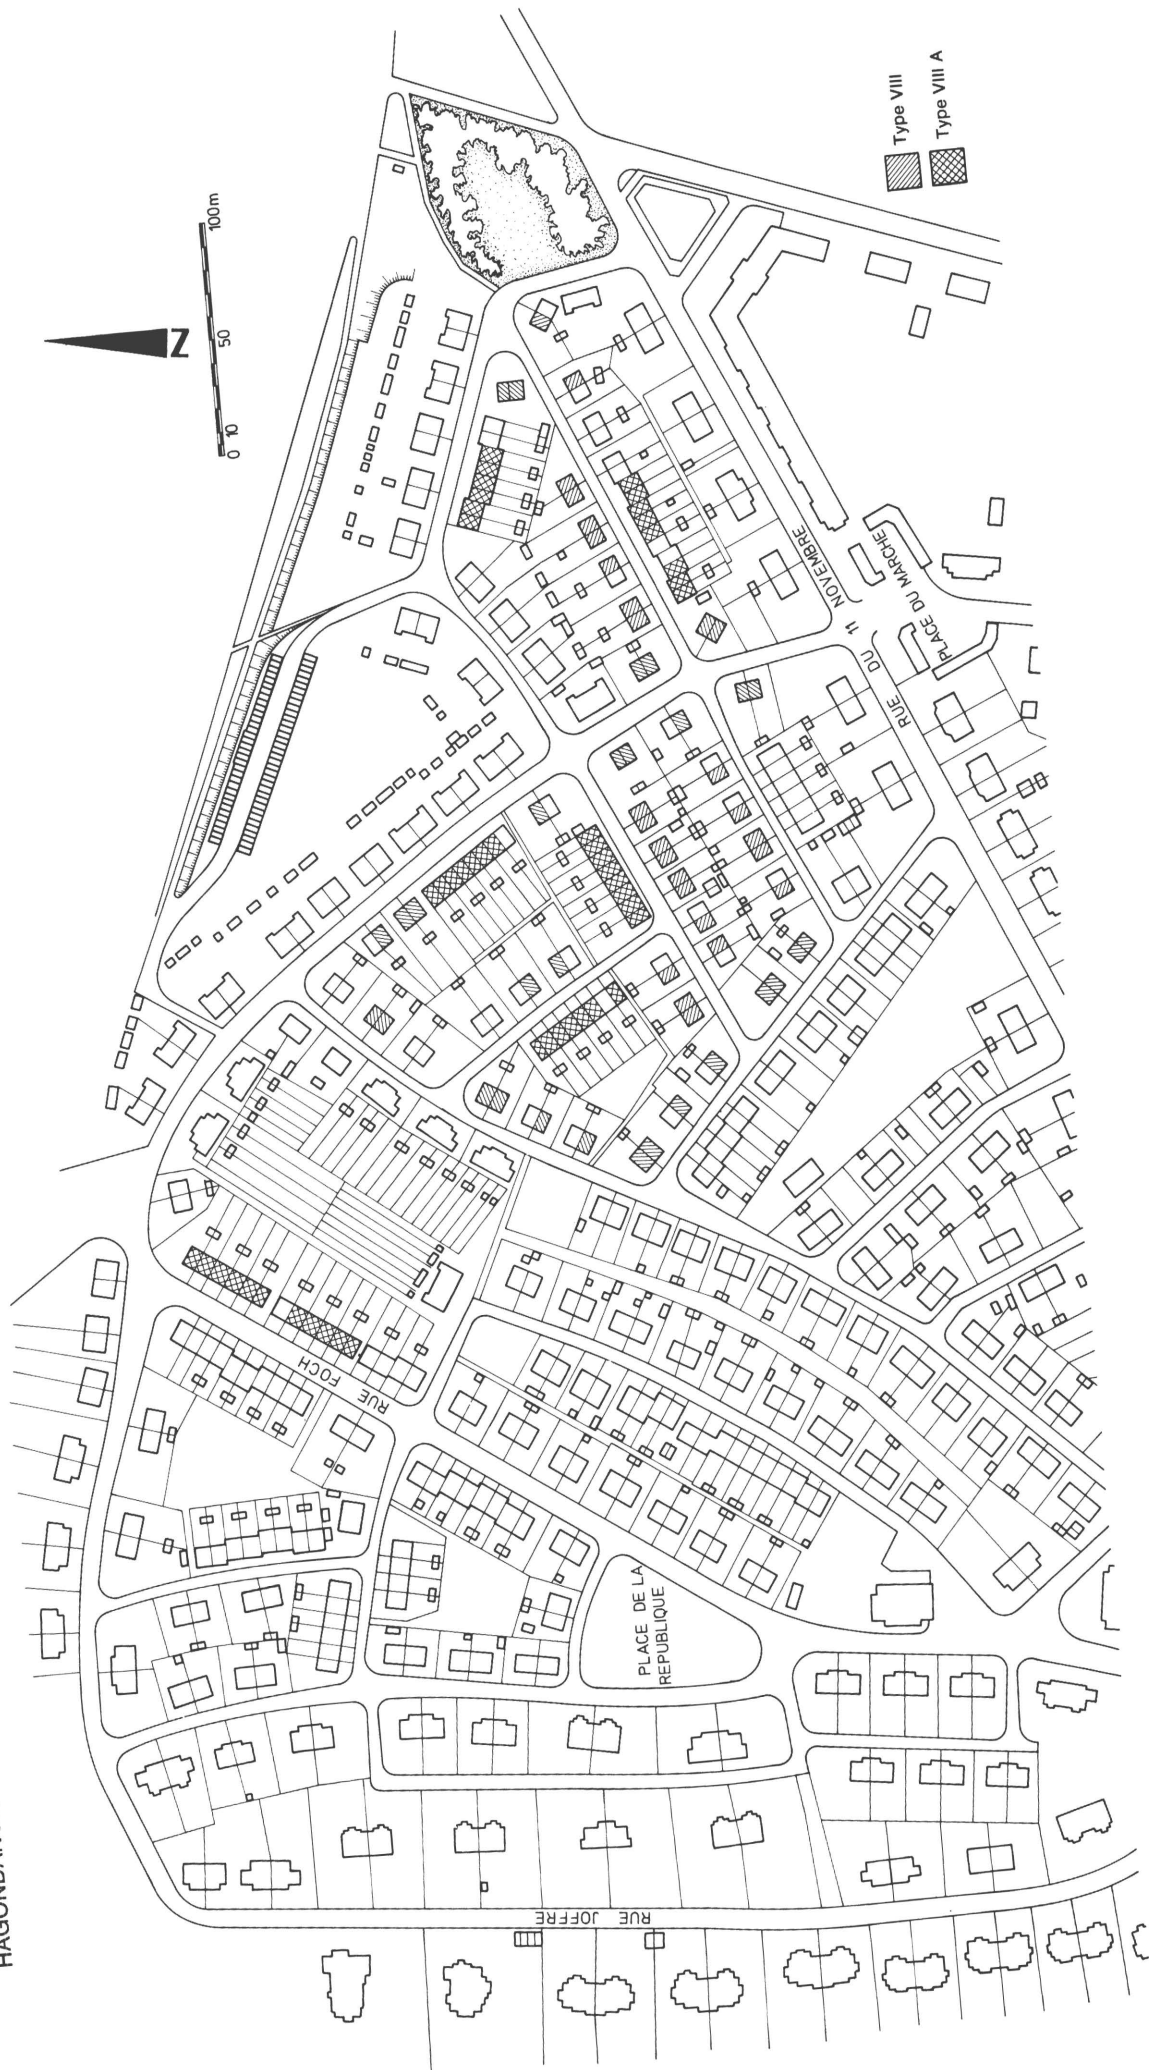 Type VIII
Type VIII A
N
0 10 50 100m
PLACE DU MARCHE
RUE DU 11 NOVEMBRE
RUE FOCH
PLACE DE LA
REPUBLIQUE
RUE JOFFRE